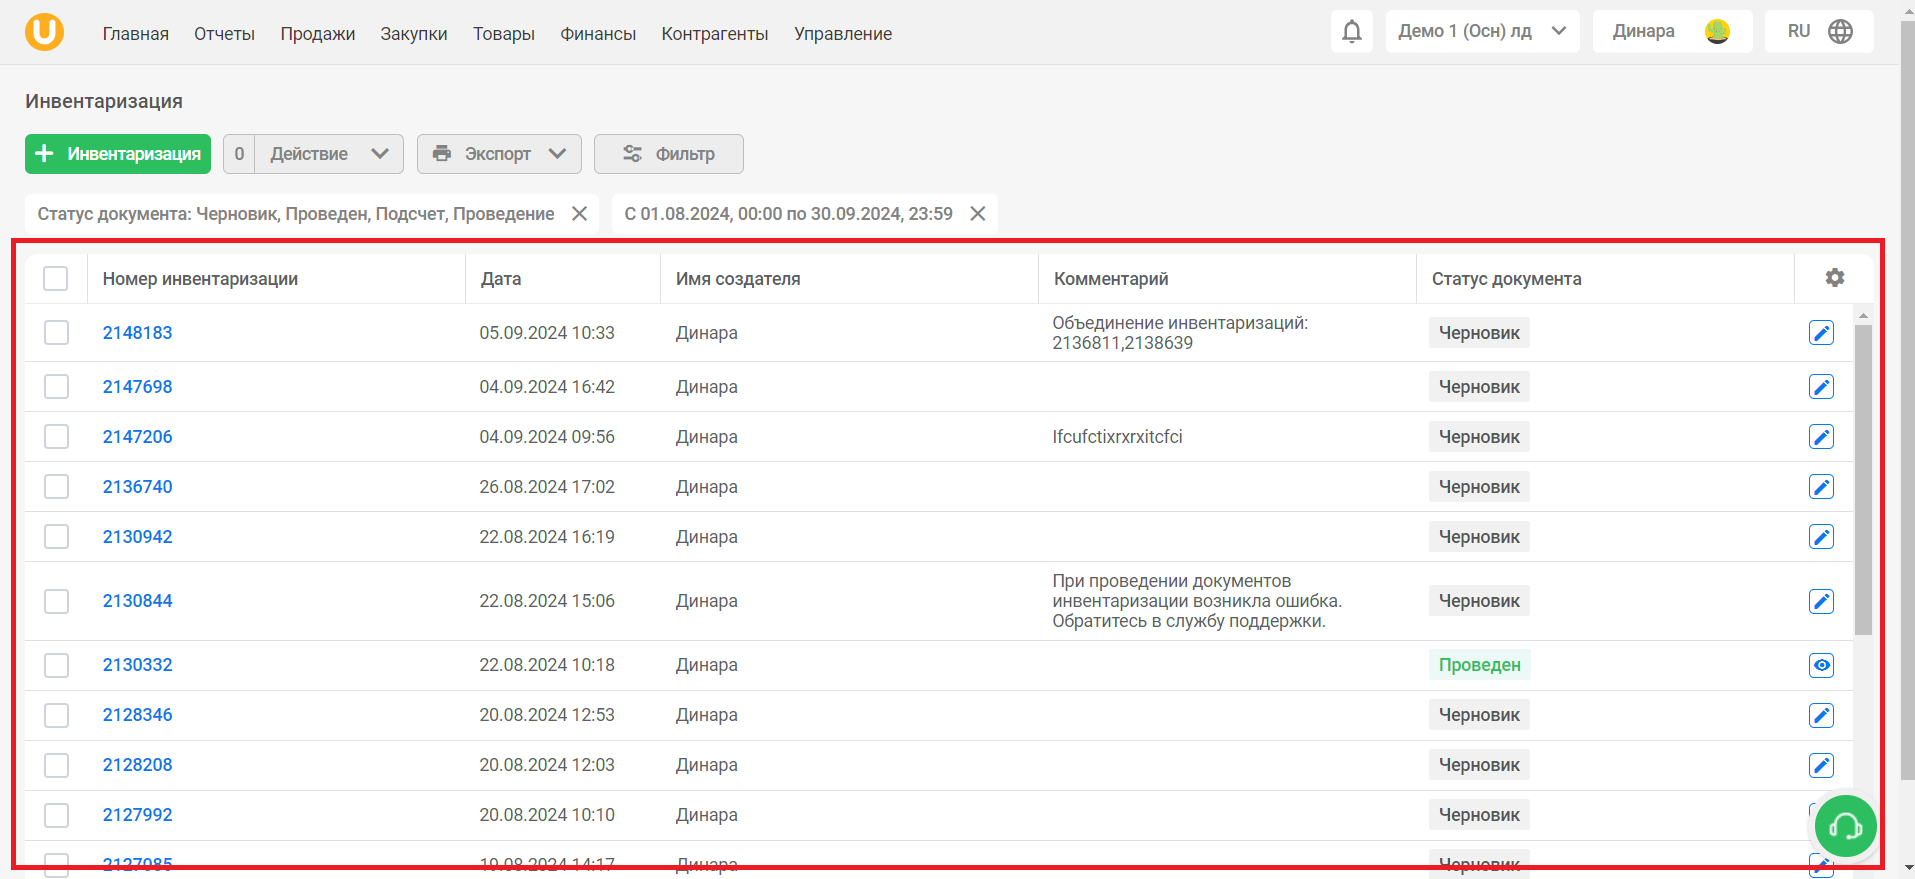 Главная Отчеты Продажи Закупки Товары Финансы Контрагенты Управление Демо 1 (Осн) лд Динара RU
Инвентаризация
Инвентаризация 0 Действие Экспорт Фильтр
Статус документа: Черновик, Проведен, Подсчет, Проведение С 01.08.2024, 00:00 по 30.09.2024, 23:59
Номер инвентаризации Дата Имя создателя Комментарий Статус документа
2148183 05.09.2024 10:33 Динара Объединение инвентаризаций: Черновик
2136811,2138639
2147698 04.09.2024 16:42 Динара Черновик
2147206 04.09.2024 09:56 Динара Ifcufctixrxrxitcfci Черновик
2136740 26.08.2024 17:02 Динара Черновик
2130942 22.08.2024 16:19 Динара Черновик
При проведении документов
2130844 22.08.2024 15:06 Динара инвентаризации возникла ошибка. Черновик
Обратитесь в службу поддержки.
2130332 22.08.2024 10:18 Динара Проведен
2128346 20.08.2024 12:53 Динара Черновик
2128208 20.08.2024 12:03 Динара Черновик
2127992 20.08.2024 10:10 Динара Черновик
2127085 19.08.2024 14:17 Динара Черновик